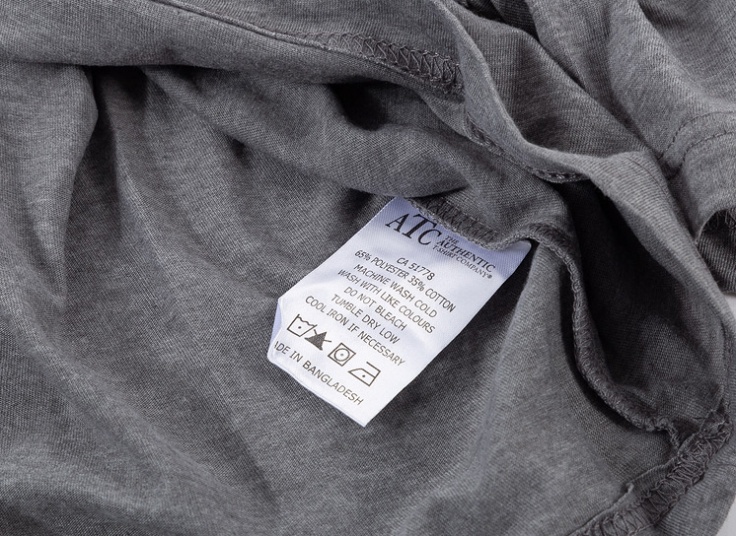 ATC THE AUTHENTIC T-SHIRT COMPANY®
CA 51778
65% POLYESTER 35% COTTON
MACHINE WASH COLD
WASH WITH LIKE COLOURS
DO NOT BLEACH
TUMBLE DRY LOW
COOL IRON IF NECESSARY
ADE IN BANGLADESH